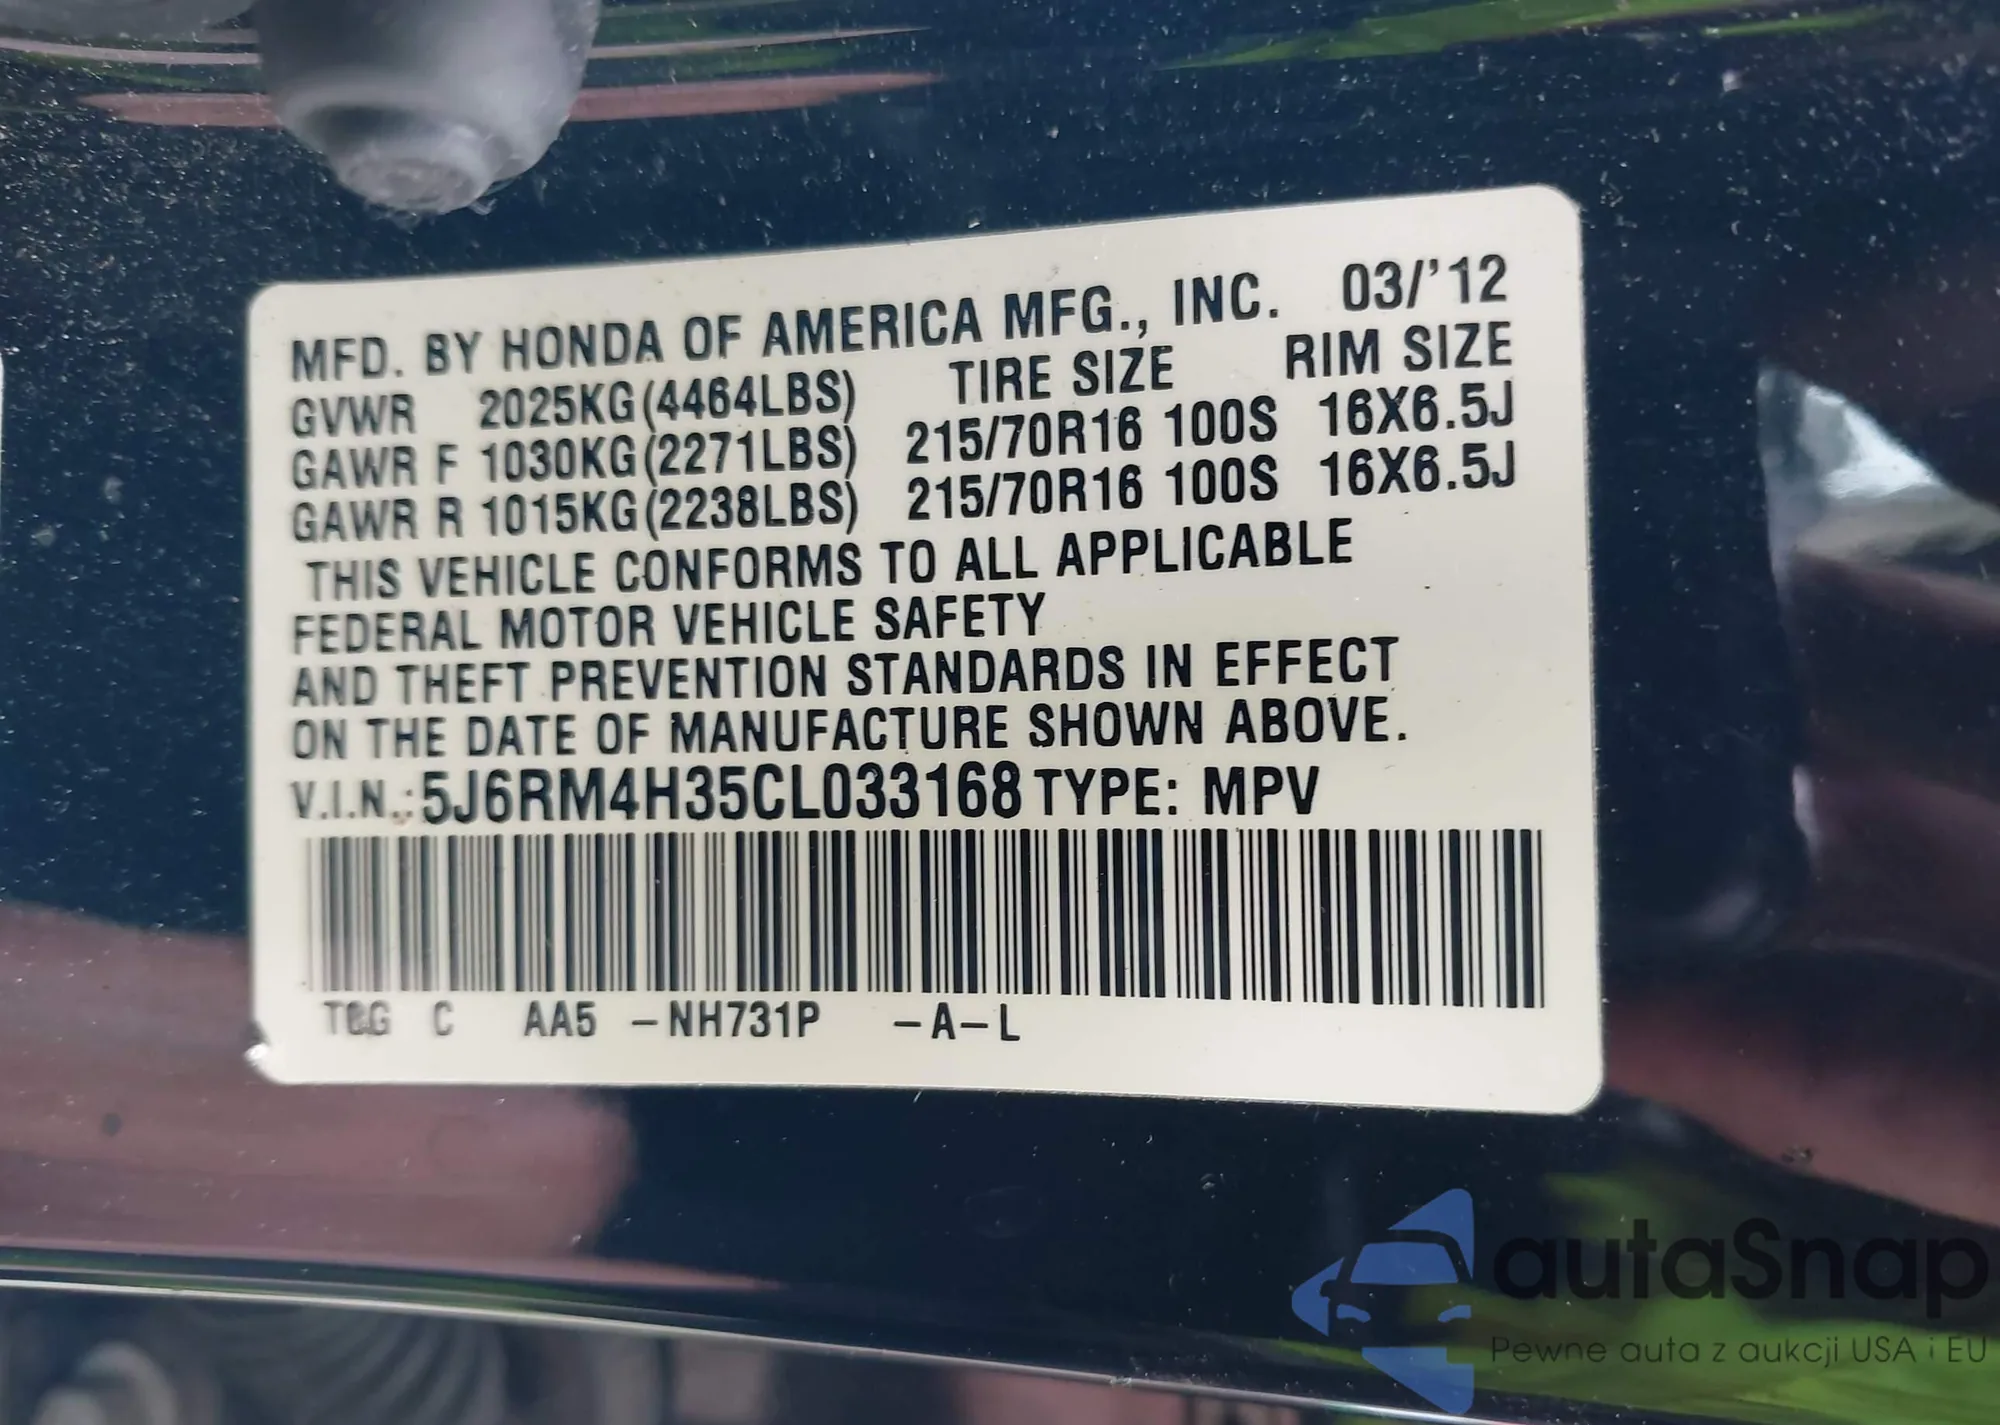 MFD. BY HONDA OF AMERICA MFG., INC. 03/'12
GVWR 2025KG(4464LBS) TIRE SIZE RIM SIZE
GAWR F 1030KG(2271LBS) 215/70R16 100S 16X6.5J
GAWR R 1015KG(2238LBS) 215/70R16 100S 16X6.5J
THIS VEHICLE CONFORMS TO ALL APPLICABLE
FEDERAL MOTOR VEHICLE SAFETY
AND THEFT PREVENTION STANDARDS IN EFFECT
ON THE DATE OF MANUFACTURE SHOWN ABOVE.
V.I.N.: 5J6RM4H35CL033168 TYPE: MPV
C AA5 -NH731P -A-L
autaSnap
Pewne auta z aukcji USA i EU